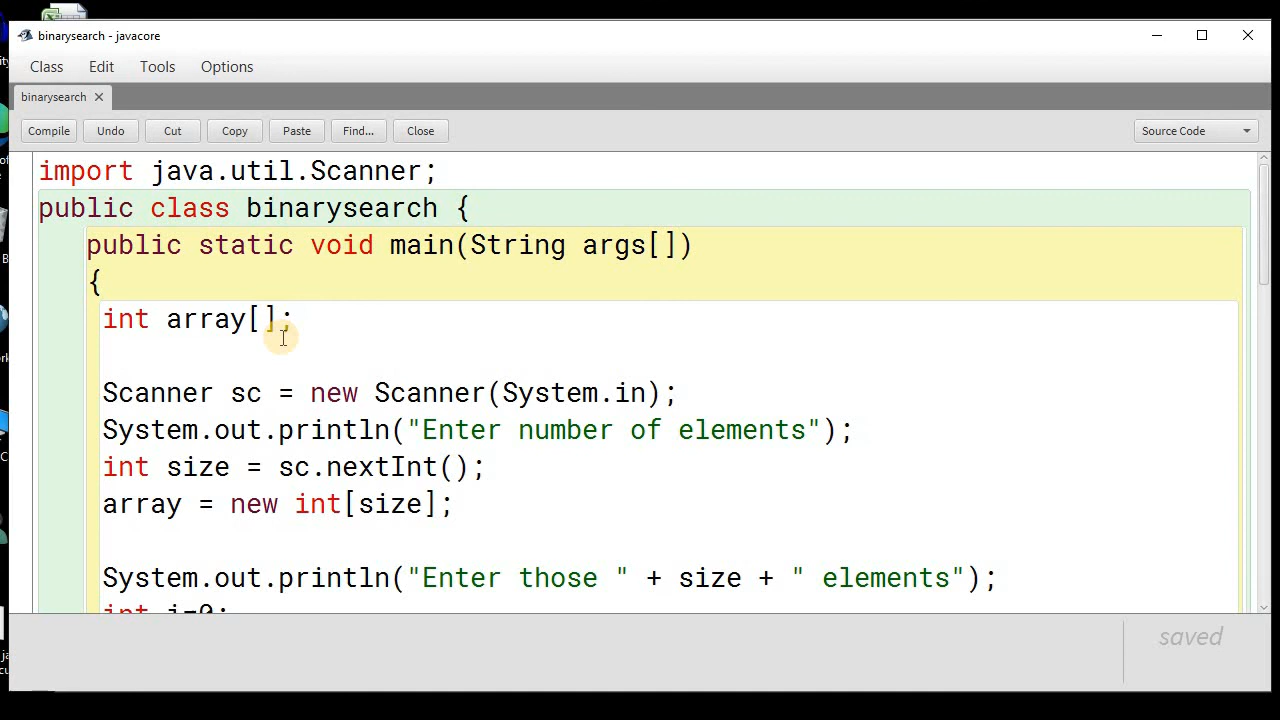 binarysearch - javacore
Class Edit Tools Options
binarysearch
Compile Undo Cut Copy Paste Find... Close Source Code
import java.util.Scanner;
public class binarysearch {
public static void main(String args[])
{
int array[];
Scanner sc = new Scanner(System.in);
System.out.println("Enter number of elements");
int size = sc.nextInt();
array = new int[size];
System.out.println("Enter those " + size + " elements");
int i=0;
saved